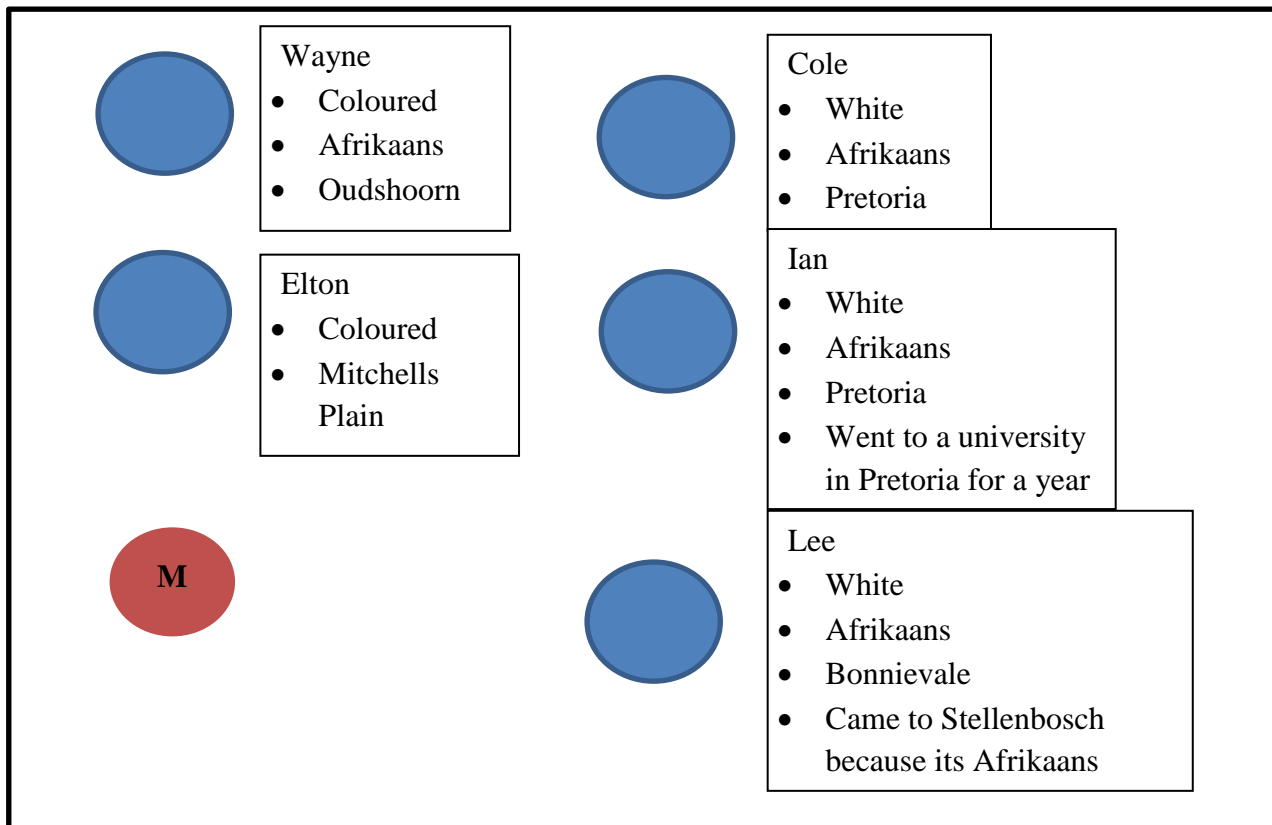 Wayne
• Coloured
• Afrikaans
• Oudshoorn
Elton
• Coloured
• Mitchells
Plain
M
Cole
• White
• Afrikaans
• Pretoria
Ian
• White
• Afrikaans
• Pretoria
• Went to a university
in Pretoria for a year
Lee
• White
• Afrikaans
• Bonnievale
• Came to Stellenbosch
because its Afrikaans